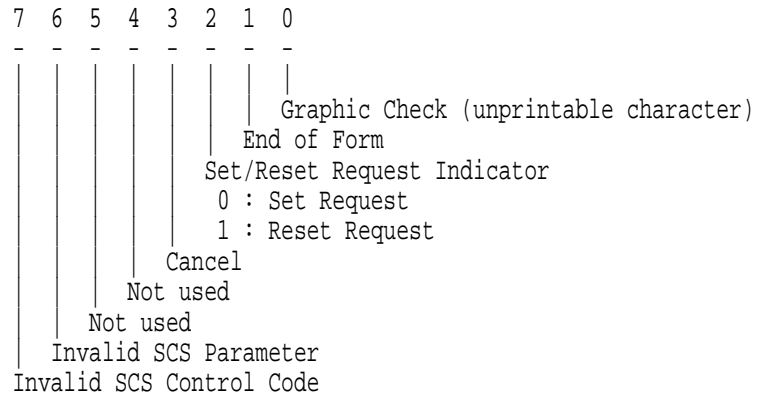 7 6 5 4 3 2 1 0
- - - - - - - -
Graphic Check (unprintable character)
End of Form
Set/Reset Request Indicator
0 : Set Request
1 : Reset Request
Cancel
Not used
Not used
Invalid SCS Parameter
Invalid SCS Control Code